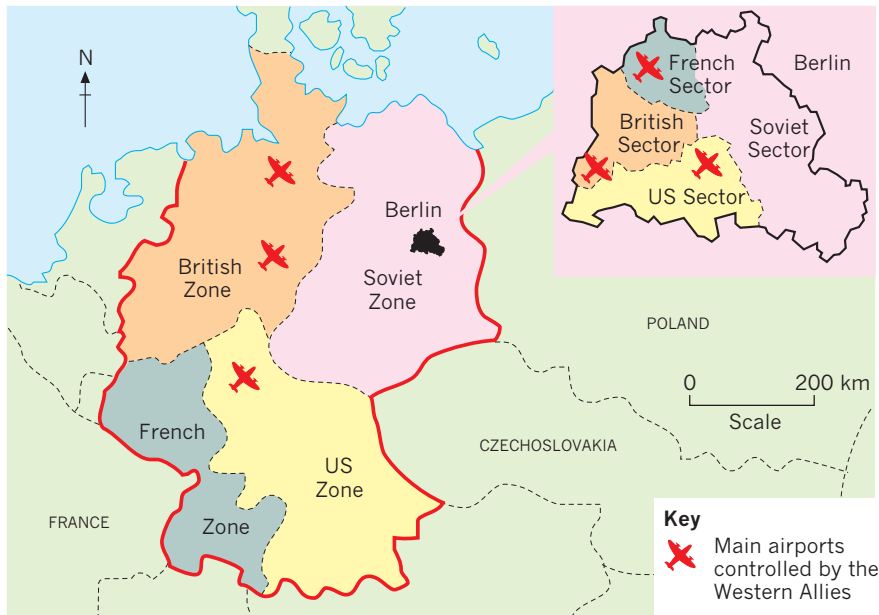 N
British
Zone
Berlin
Soviet
Zone
French
Zone
US
Zone
FRANCE
POLAND
CZECHOSLOVAKIA
French
Sector
Berlin
British
Sector
Soviet
Sector
US Sector
0 200 km
Scale
Key
Main airports
controlled by the
Western Allies